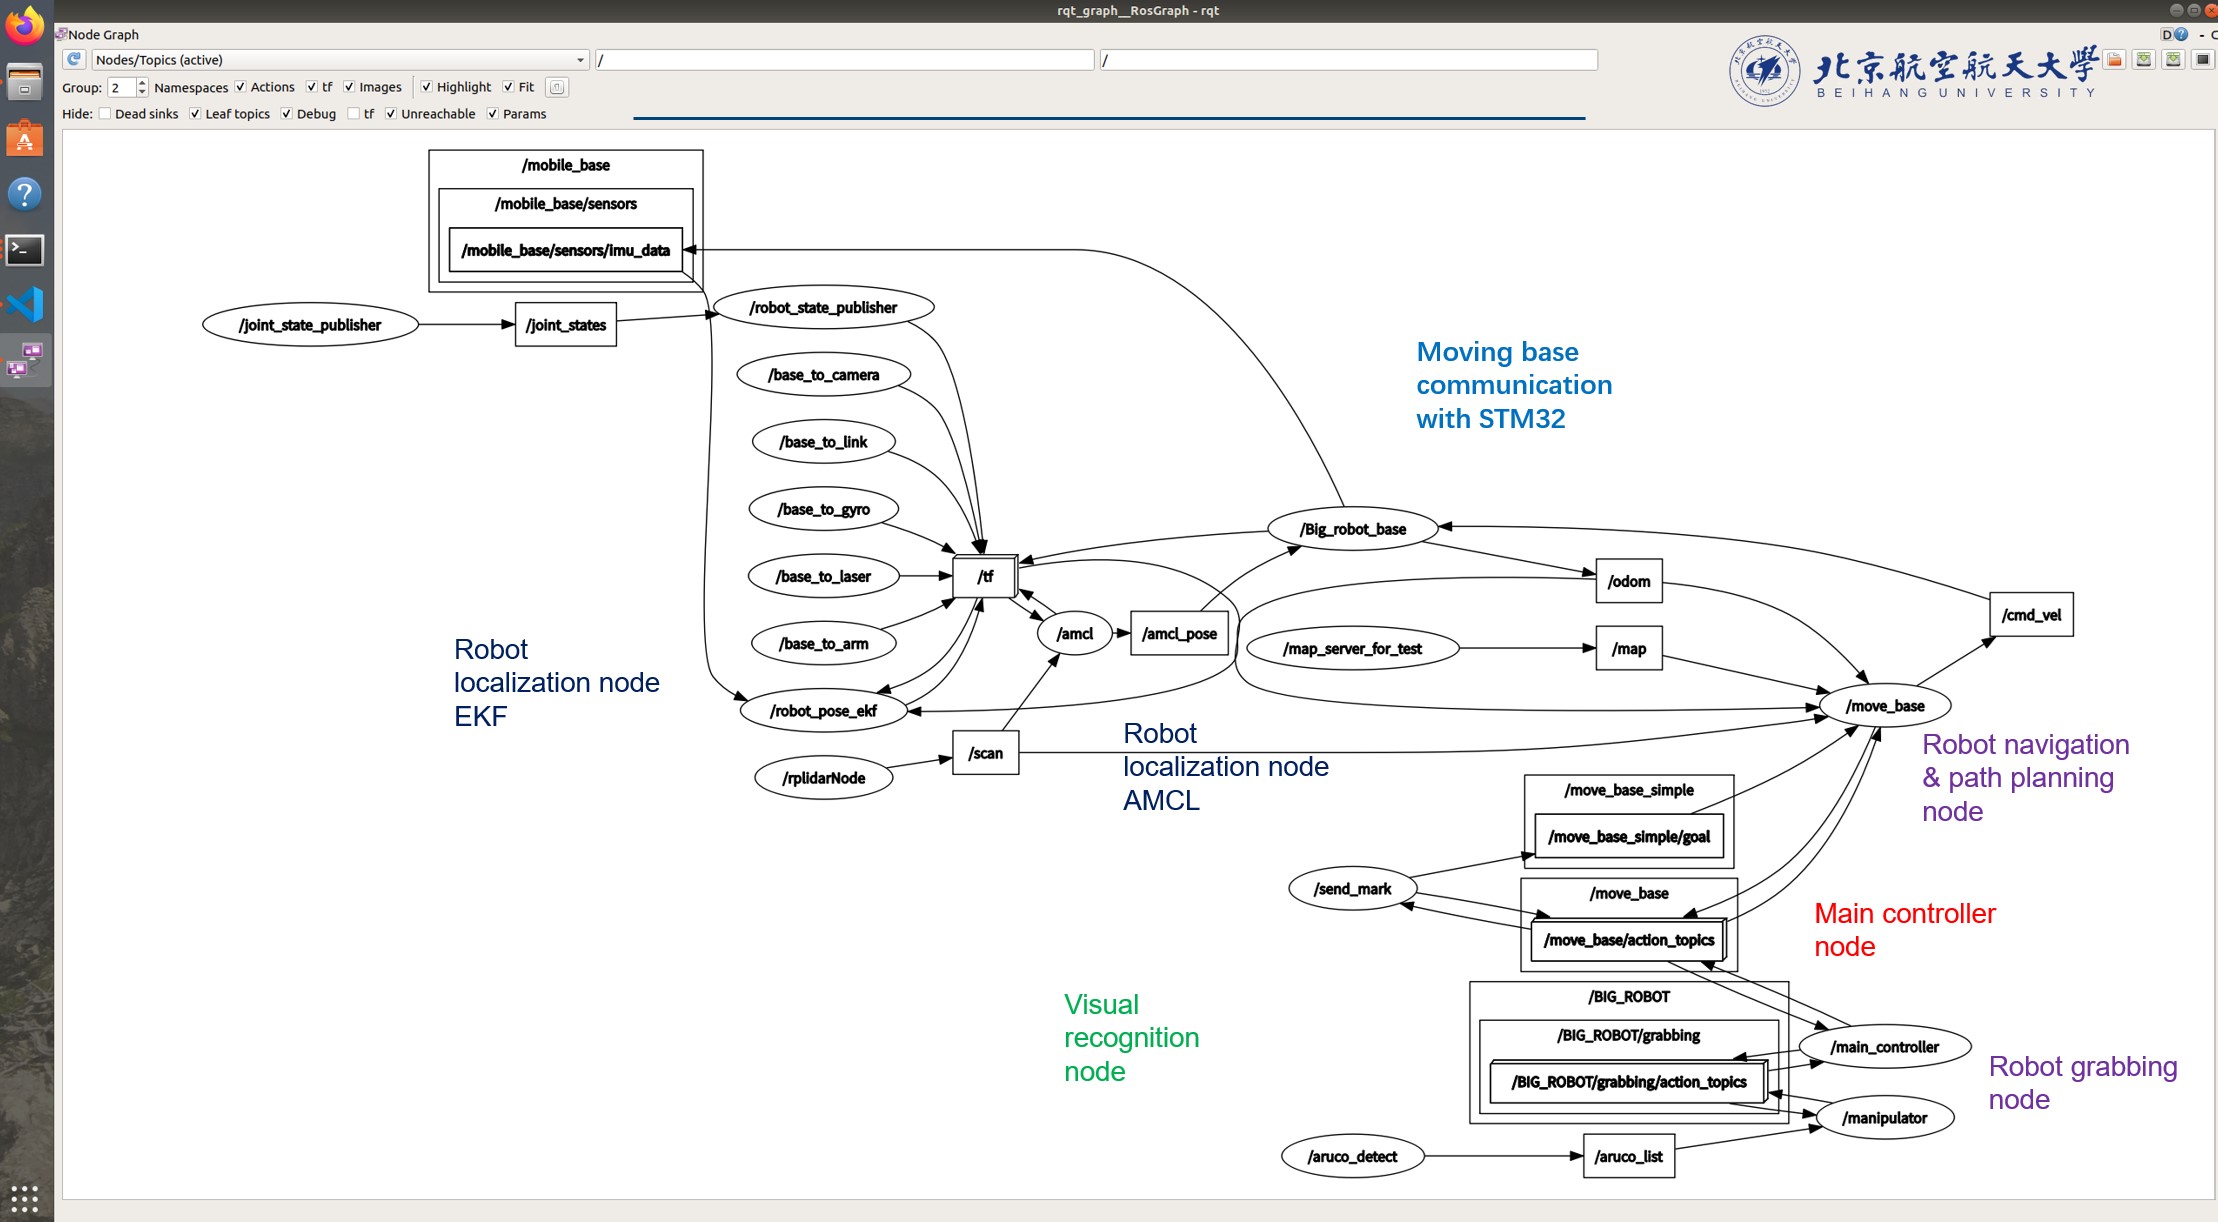 rqt_graph__RosGraph - rqt
Node Graph
D - C
Nodes/Topics (active)
/
/
北京航空航天大學
BEIHANG UNIVERSITY
Group: 2 Namespaces Actions tf Images Highlight Fit
Hide: Dead sinks Leaf topics Debug tf Unreachable Params
/mobile_base
/mobile_base/sensors
/mobile_base/sensors/imu_data
/joint_state_publisher
/joint_states
/robot_state_publisher
/base_to_camera
/base_to_link
/base_to_gyro
/base_to_laser
/base_to_arm
/robot_pose_ekf
/rplidarNode
/tf
/scan
/amcl
/amcl_pose
Moving base
communication
with STM32
/Big_robot_base
/odom
/map_server_for_test
/map
/cmd_vel
/move_base
Robot
localization node
EKF
Robot
localization node
AMCL
Robot navigation
& path planning
node
/move_base_simple
/move_base_simple/goal
/send_mark
/move_base
/move_base/action_topics
Main controller
node
Visual
recognition
node
/BIG_ROBOT
/BIG_ROBOT/grabbing
/BIG_ROBOT/grabbing/action_topics
/main_controller
/manipulator
Robot grabbing
node
/aruco_detect
/aruco_list